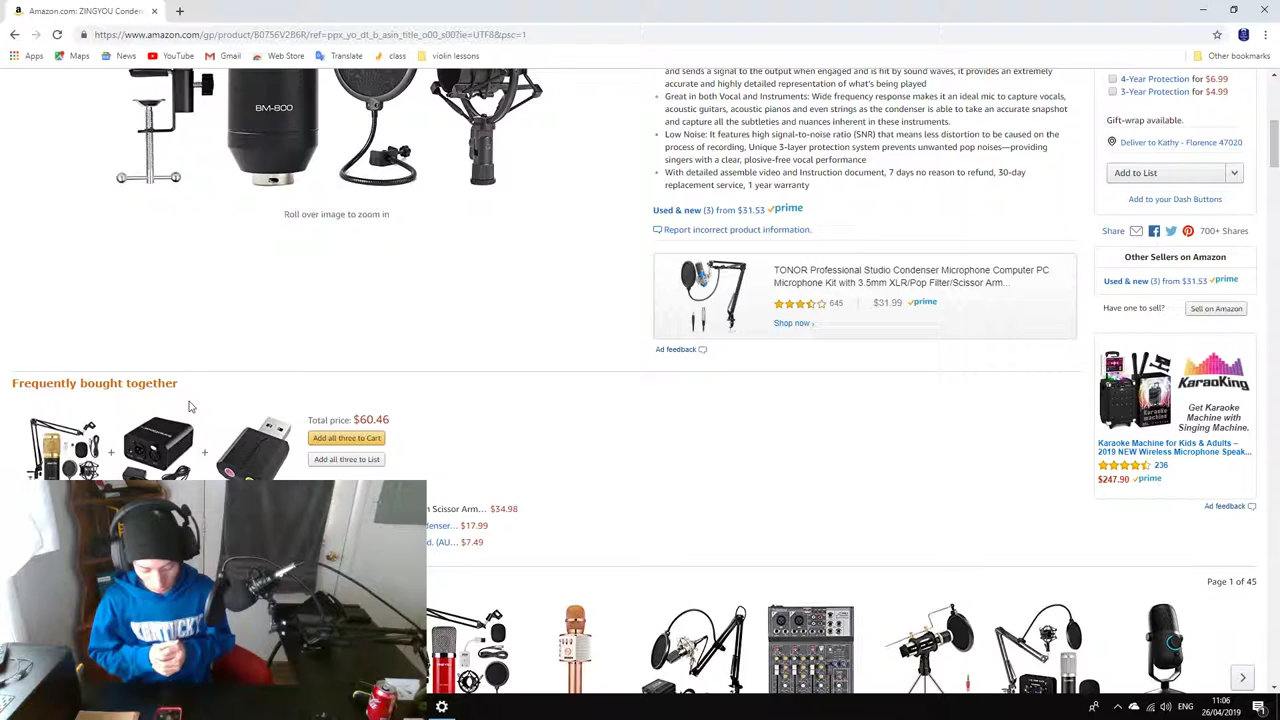 Amazon.com: ZINGYOU Conden
https://www.amazon.com/gp/product/B0756V2B6R/ref=ppx_yo_dt_b_asin_title_o00_s00?ie=UTF8&psc=1
Apps Maps News YouTube Gmail Web Store Translate class violin lessons Other bookmarks
BM-800
Roll over image to zoom in
and sends a signal to the output when engaged and is hit by sound waves, it provides an extremely
accurate and highly detailed representation of what's being played
Great in both Vocal and Instruments: Wide frequency response makes it an ideal mic to capture vocals,
acoustic guitars, acoustic pianos and even strings as the condenser is able to take an accurate snapshot
and capture all the subtleties and nuances inherent in these instruments.
Low Noise: It features high signal-to-noise ratio (SNR) that means less distortion to be caused on the
process of recording, Unique 3-layer protection system prevents unwanted pop noises—providing
singers with a clear, plosive-free vocal performance
With detailed assemble video and Instruction document, 7 days no reason to refund, 30-day
replacement service, 1 year warranty
Used & new (3) from $31.53 prime
Report incorrect product information.
TONOR Professional Studio Condenser Microphone Computer PC
Microphone Kit with 3.5mm XLR/Pop Filter/Scissor Arm...
645 $31.99 prime
Shop now
Ad feedback
4-Year Protection for $6.99
3-Year Protection for $4.99
Gift-wrap available.
Deliver to Kathy - Florence 47020
Add to List
Add to your Dash Buttons
Share 700+ Shares
Other Sellers on Amazon
Used & new (3) from $31.53 prime
Have one to sell? Sell on Amazon
KARAOKING
Get Karaoke
Machine with
Singing Machine.
Karaoke Machine for Kids & Adults –
2019 NEW Wireless Microphone Speak...
236
$247.90 prime
Ad feedback
Frequently bought together
+ +
Total price: $60.46
Add all three to Cart
Add all three to List
n Scissor Arm... $34.98
denser... $17.99
d. (AU... $7.49
Page 1 of 45
KENTUCKY
ENG
11:06
26/04/2019